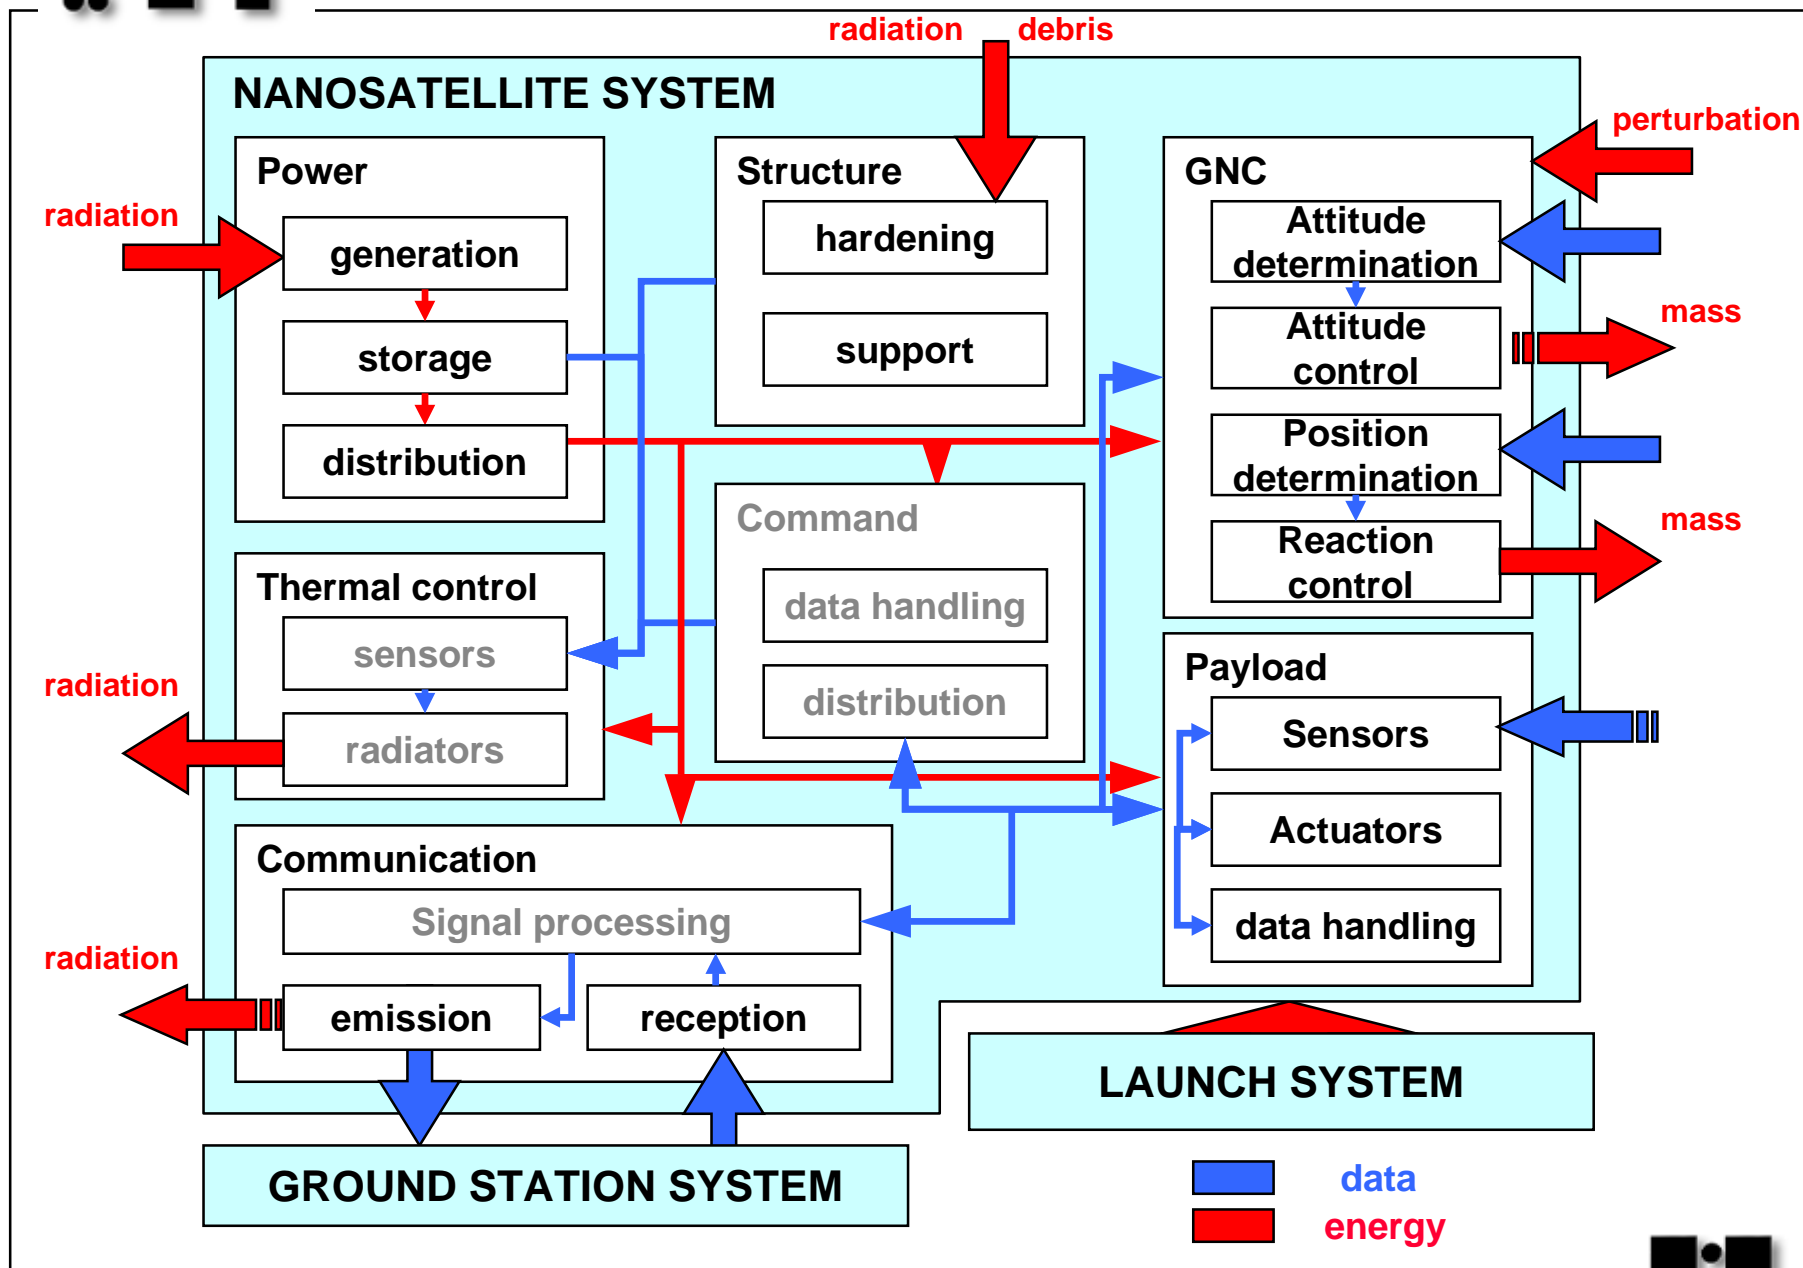 radiation debris
NANOSATELLITE SYSTEM
perturbation
Power
radiation
generation
storage
distribution
Structure
hardening
support
GNC
Attitude
determination
Attitude
control
mass
Position
determination
Reaction
control
mass
Command
data handling
distribution
Thermal control
sensors
radiators
radiation
Payload
Sensors
Actuators
data handling
Communication
Signal processing
radiation
emission
reception
LAUNCH SYSTEM
GROUND STATION SYSTEM
data
energy